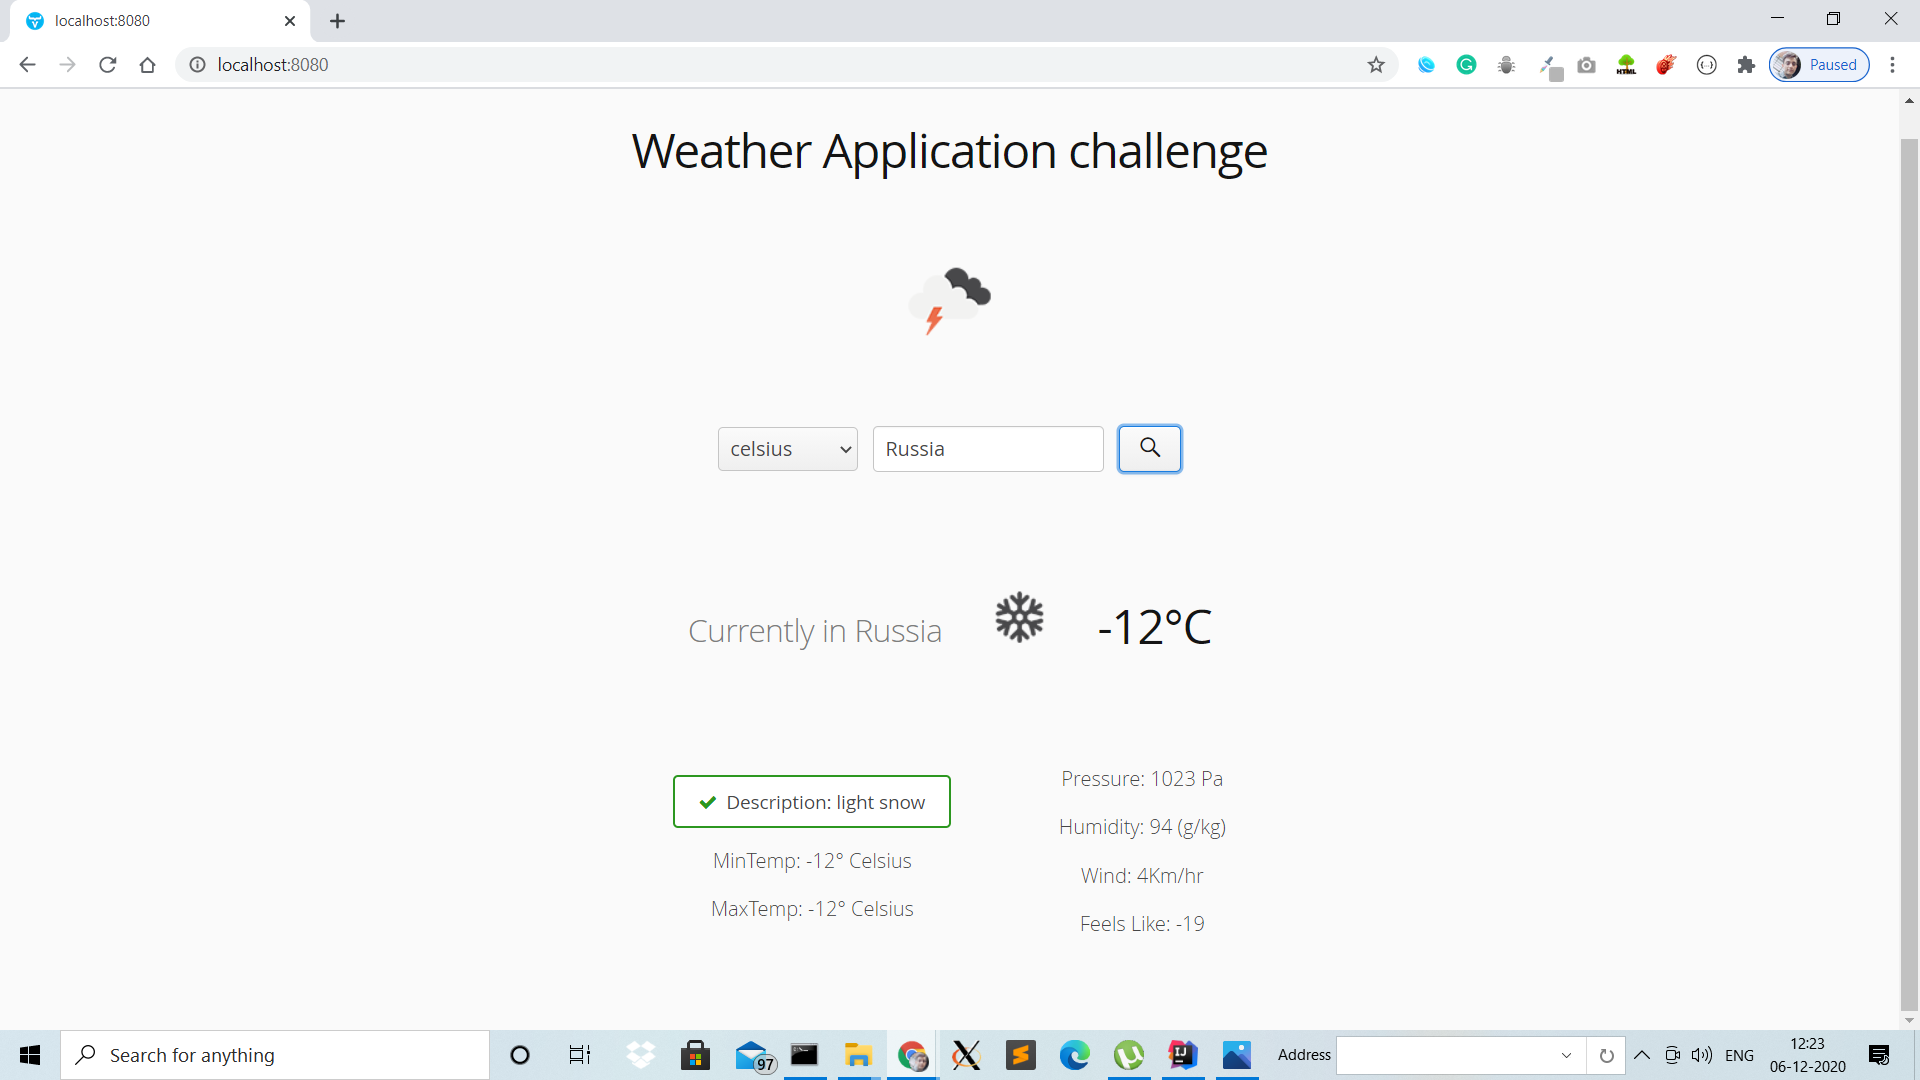 localhost:8080
localhost:8080
HTML
Paused
Weather Application challenge
celsius
Russia
Currently in Russia
-12°C
Description: light snow
MinTemp: -12° Celsius
MaxTemp: -12° Celsius
Pressure: 1023 Pa
Humidity: 94 (g/kg)
Wind: 4Km/hr
Feels Like: -19
Search for anything
97
IJ
Address
ENG
12:23
06-12-2020